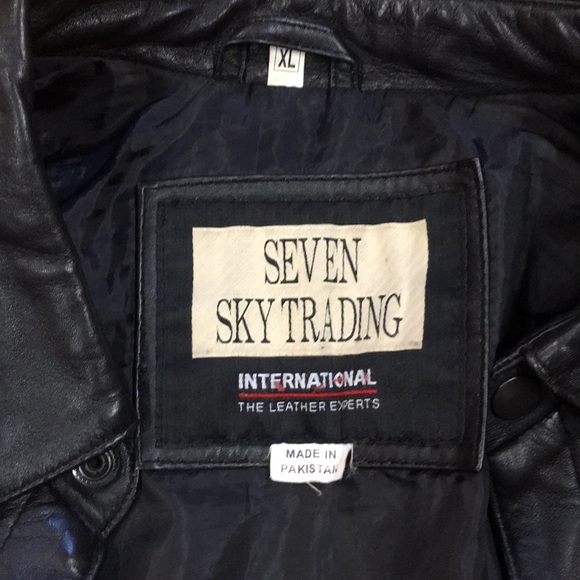 XL
SEVEN
SKY TRADING
INTERNATIONAL
THE LEATHER EXPERTS
MADE IN
PAKISTAN